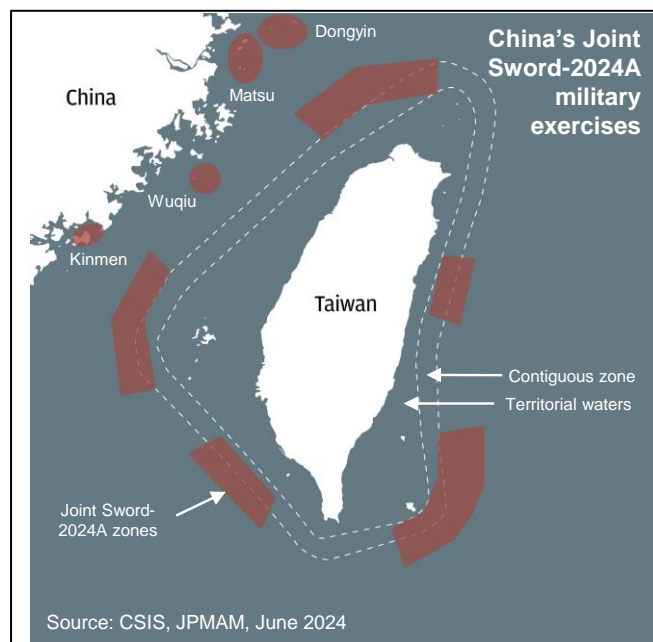 China's Joint
Sword-2024A
military
exercises
Dongyin
China
Matsu
Wuqiu
Kinmen
Taiwan
Contiguous zone
Territorial waters
Joint Sword-
2024A zones
Source: CSIS, JPMAM, June 2024